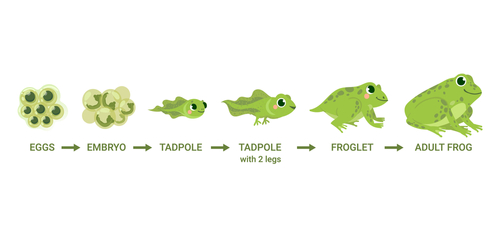 EGGS
EMBRYO
TADPOLE
TADPOLE
with 2 legs
FROGLET
ADULT FROG